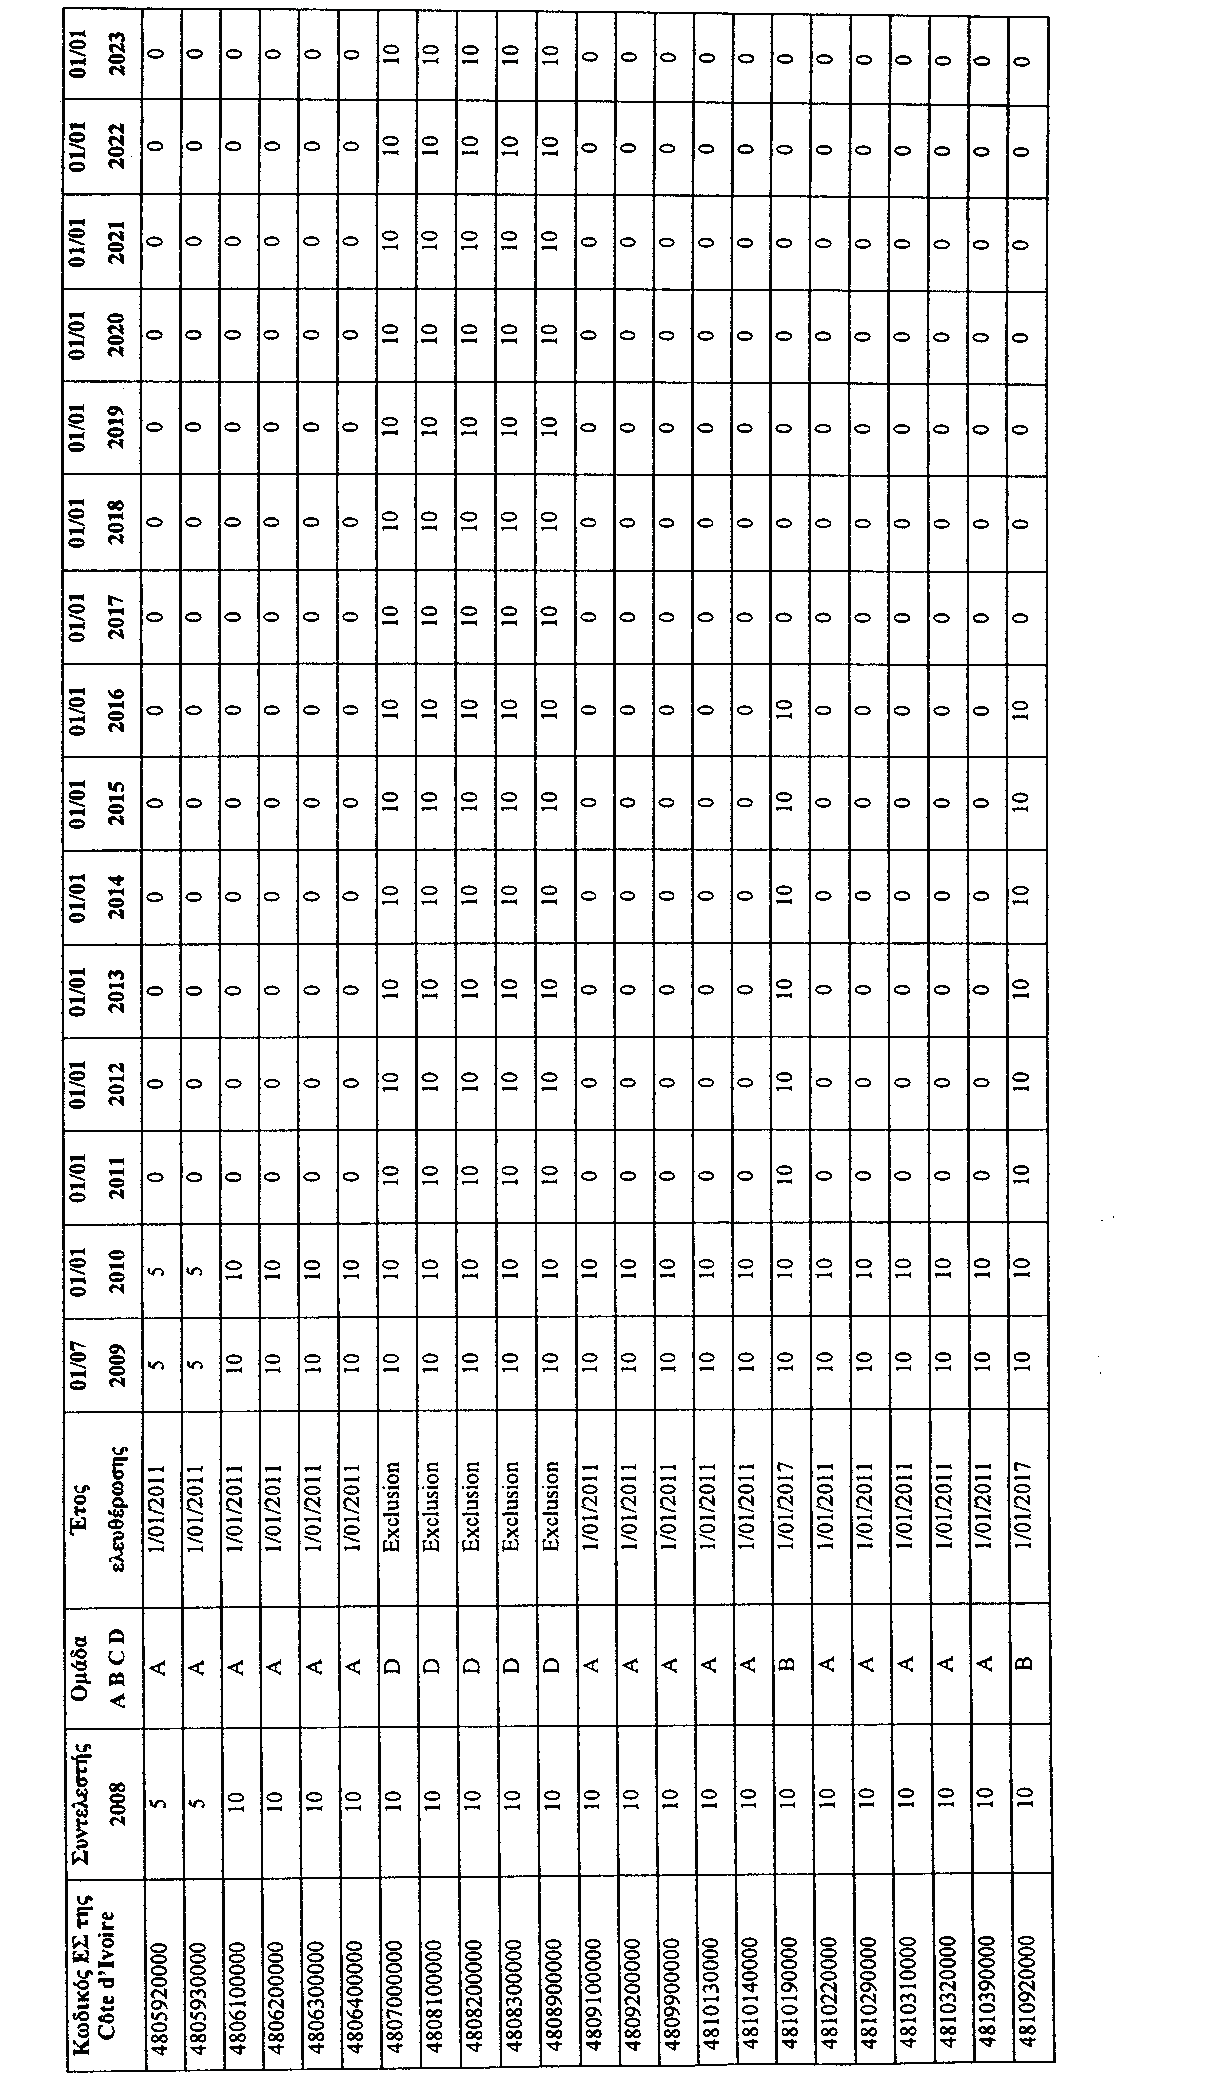 Κοδικός ΕΣ της Côte d'Ivoire | Συντελεστής 2008 | Ομάδα A B C D | Έτος ελευθέρωσης | 01/07 2009 | 01/01 2010 | 01/01 2011 | 01/01 2012 | 01/01 2013 | 01/01 2014 | 01/01 2015 | 01/01 2016 | 01/01 2017 | 01/01 2018 | 01/01 2019 | 01/01 2020 | 01/01 2021 | 01/01 2022 | 01/01 2023
4805920000 5 A 1/01/2011 5 5 0 0 0 0 0 0 0 0 0 0 0 0 0
4805930000 5 A 1/01/2011 5 5 0 0 0 0 0 0 0 0 0 0 0 0 0
4806100000 10 A 1/01/2011 10 10 0 0 0 0 0 0 0 0 0 0 0 0 0
4806200000 10 A 1/01/2011 10 10 0 0 0 0 0 0 0 0 0 0 0 0 0
4806300000 10 A 1/01/2011 10 10 0 0 0 0 0 0 0 0 0 0 0 0 0
4806400000 10 A 1/01/2011 10 10 0 0 0 0 0 0 0 0 0 0 0 0 0
4807000000 10 D Exclusion 10 10 10 10 10 10 10 10 10 10 10 10 10 10 10
4808100000 10 D Exclusion 10 10 10 10 10 10 10 10 10 10 10 10 10 10 10
4808200000 10 D Exclusion 10 10 10 10 10 10 10 10 10 10 10 10 10 10 10
4808300000 10 D Exclusion 10 10 10 10 10 10 10 10 10 10 10 10 10 10 10
4808900000 10 D Exclusion 10 10 10 10 10 10 10 10 10 10 10 10 10 10 10
4809100000 10 A 1/01/2011 10 10 0 0 0 0 0 0 0 0 0 0 0 0 0
4809200000 10 A 1/01/2011 10 10 0 0 0 0 0 0 0 0 0 0 0 0 0
4809900000 10 A 1/01/2011 10 10 0 0 0 0 0 0 0 0 0 0 0 0 0
4810130000 10 A 1/01/2011 10 10 0 0 0 0 0 0 0 0 0 0 0 0 0
4810140000 10 A 1/01/2011 10 10 0 0 0 0 0 0 0 0 0 0 0 0 0
4810190000 10 B 1/01/2017 10 10 10 10 10 10 10 10 0 0 0 0 0 0 0
4810220000 10 A 1/01/2011 10 10 0 0 0 0 0 0 0 0 0 0 0 0 0
4810290000 10 A 1/01/2011 10 10 0 0 0 0 0 0 0 0 0 0 0 0 0
4810310000 10 A 1/01/2011 10 10 0 0 0 0 0 0 0 0 0 0 0 0 0
4810320000 10 A 1/01/2011 10 10 0 0 0 0 0 0 0 0 0 0 0 0 0
4810390000 10 A 1/01/2011 10 10 0 0 0 0 0 0 0 0 0 0 0 0 0
4810920000 10 B 1/01/2017 10 10 10 10 10 10 10 10 0 0 0 0 0 0 0